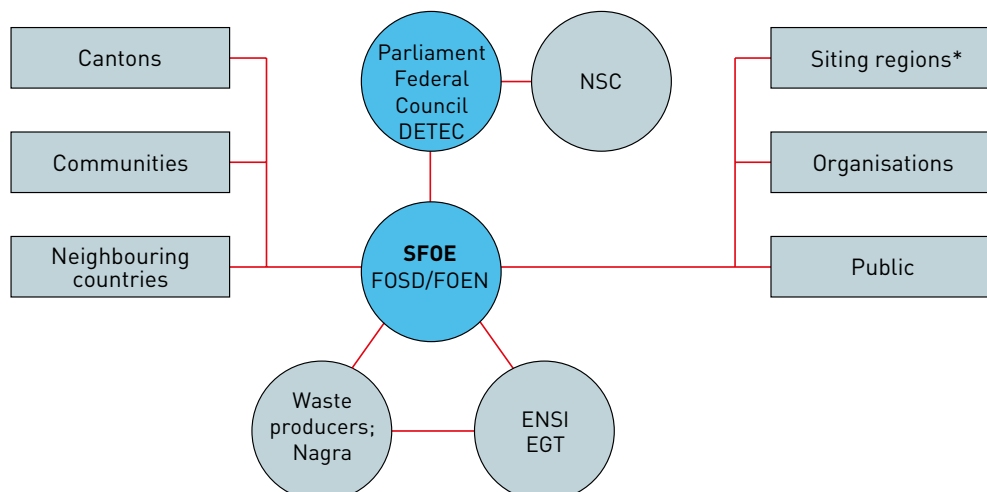 Cantons
Communities
Neighbouring
countries
Parliament
Federal
Council
DETEC
NSC
SFOE
FOSD/FOEN
Waste
producers;
Nagra
ENSI
EGT
Siting regions*
Organisations
Public